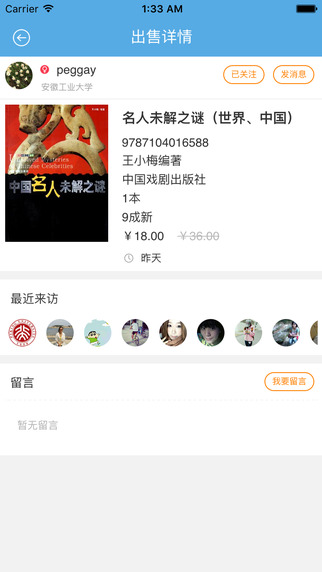 Carrier 1:33 AM
出售详情
peggay
已关注
发消息
安徽工业大学
中国名人未解之谜
名人未解之谜（世界、中国）
9787104016588
王小梅编著
中国戏剧出版社
1本
9成新
￥18.00 ￥36.00
昨天
最近来访
留言
我要留言
暂无留言